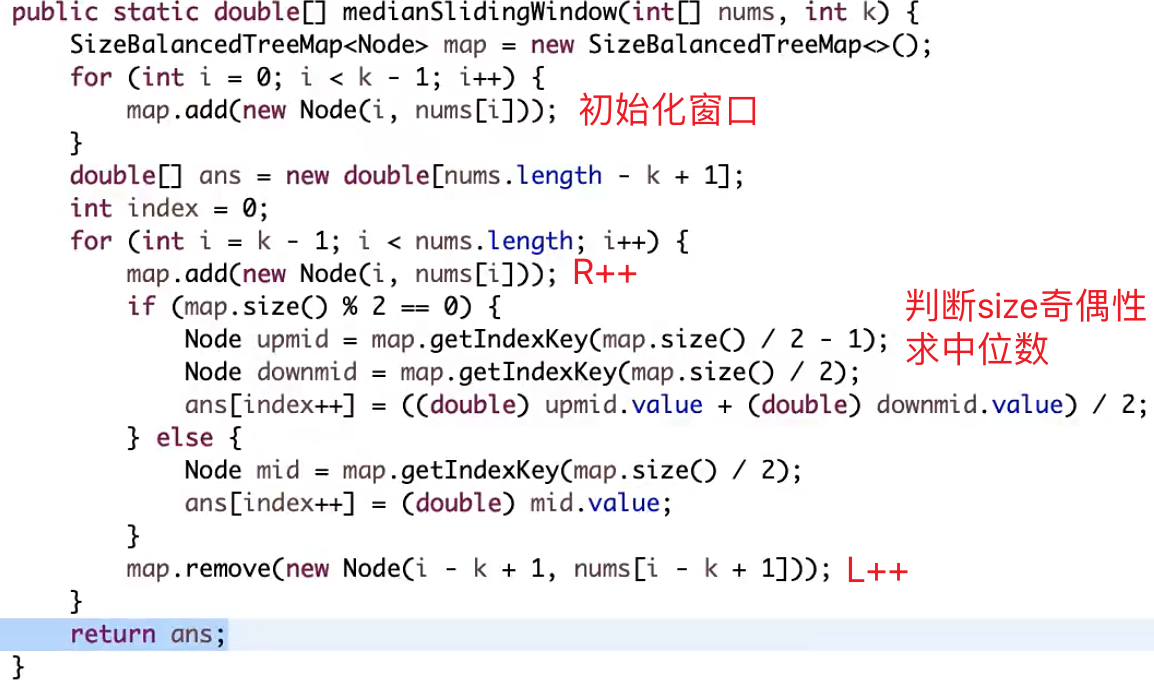 public static double[] medianSlidingWindow(int[] nums, int k) {
SizeBalancedTreeMap<Node> map = new SizeBalancedTreeMap<>();
for (int i = 0; i < k - 1; i++) {
map.add(new Node(i, nums[i])); 初始化窗口
}
double[] ans = new double[nums.length - k + 1];
int index = 0;
for (int i = k - 1; i < nums.length; i++) {
map.add(new Node(i, nums[i])); R++
if (map.size() % 2 == 0) { 判断size奇偶性
Node upmid = map.getIndexKey(map.size() / 2 - 1); 求中位数
Node downmid = map.getIndexKey(map.size() / 2);
ans[index++] = ((double) upmid.value + (double) downmid.value) / 2;
} else {
Node mid = map.getIndexKey(map.size() / 2);
ans[index++] = (double) mid.value;
}
map.remove(new Node(i - k + 1, nums[i - k + 1])); L++
}
return ans;
}